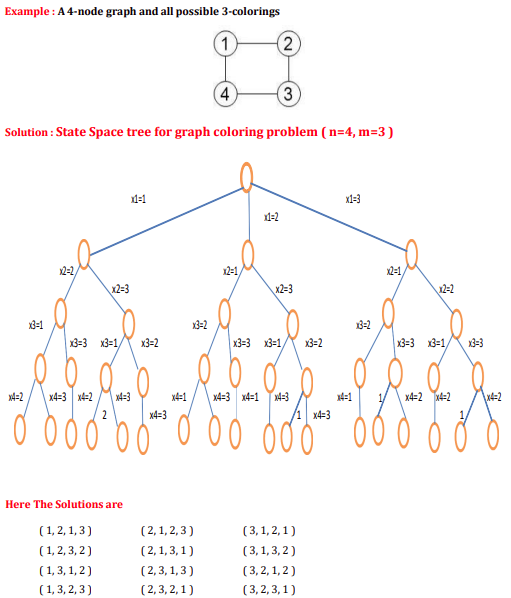 Example : A 4-node graph and all possible 3-colorings
1 2
4 3
Solution : State Space tree for graph coloring problem ( n=4, m=3 )
x1=1 x1=3
x1=2
x2=2 x2=1 x2=1
x2=3 x2=3 x2=2
x3=1 x3=2 x3=2
x3=3 x3=1 x3=2 x3=3 x3=1 x3=2 x3=3 x3=1 x3=3
x4=2 x4=3 x4=2 x4=3 x4=1 x4=3 x4=1 x4=3 x4=1 1 x4=2 x4=2 x4=2
2 x4=3 1 x4=3 1
Here The Solutions are
( 1, 2, 1, 3 ) ( 2, 1, 2, 3 ) ( 3, 1, 2, 1 )
( 1, 2, 3, 2 ) ( 2, 1, 3, 1 ) ( 3, 1, 3, 2 )
( 1, 3, 1, 2 ) ( 2, 3, 1, 3 ) ( 3, 2, 1, 2 )
( 1, 3, 2, 3 ) ( 2, 3, 2, 1 ) ( 3, 2, 3, 1 )